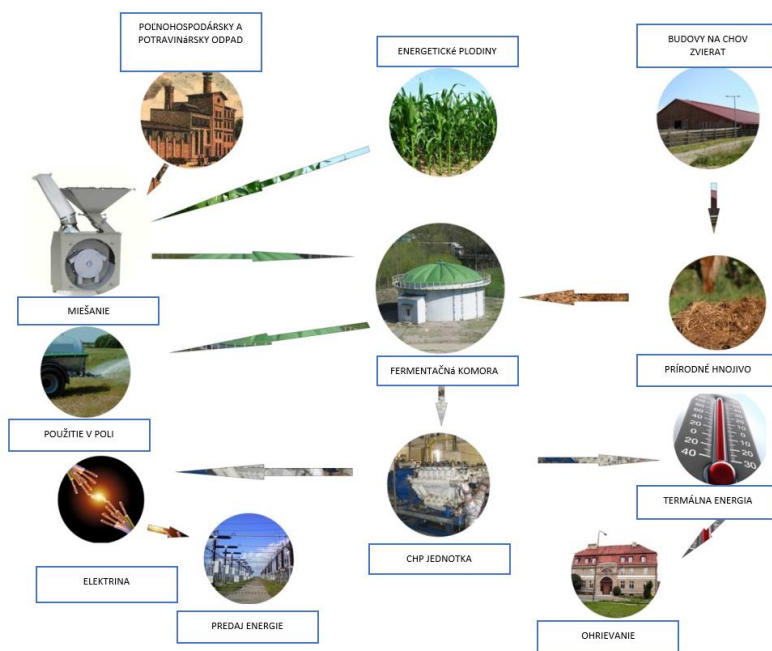 POĽNOHOSPODÁRSKY A
POTRAVINáRSKY ODPAD
ENERGETICKé PLODINY
BUDOVY NA CHOV
ZVIERAT
MIEŠANIE
FERMENTAČNá KOMORA
PRÍRODNÉ HNOJIVO
POUŽITIE V POLI
TERMÁLNA ENERGIA
CHP JEDNOTKA
ELEKTRINA
PREDAJ ENERGIE
OHRIEVANIE